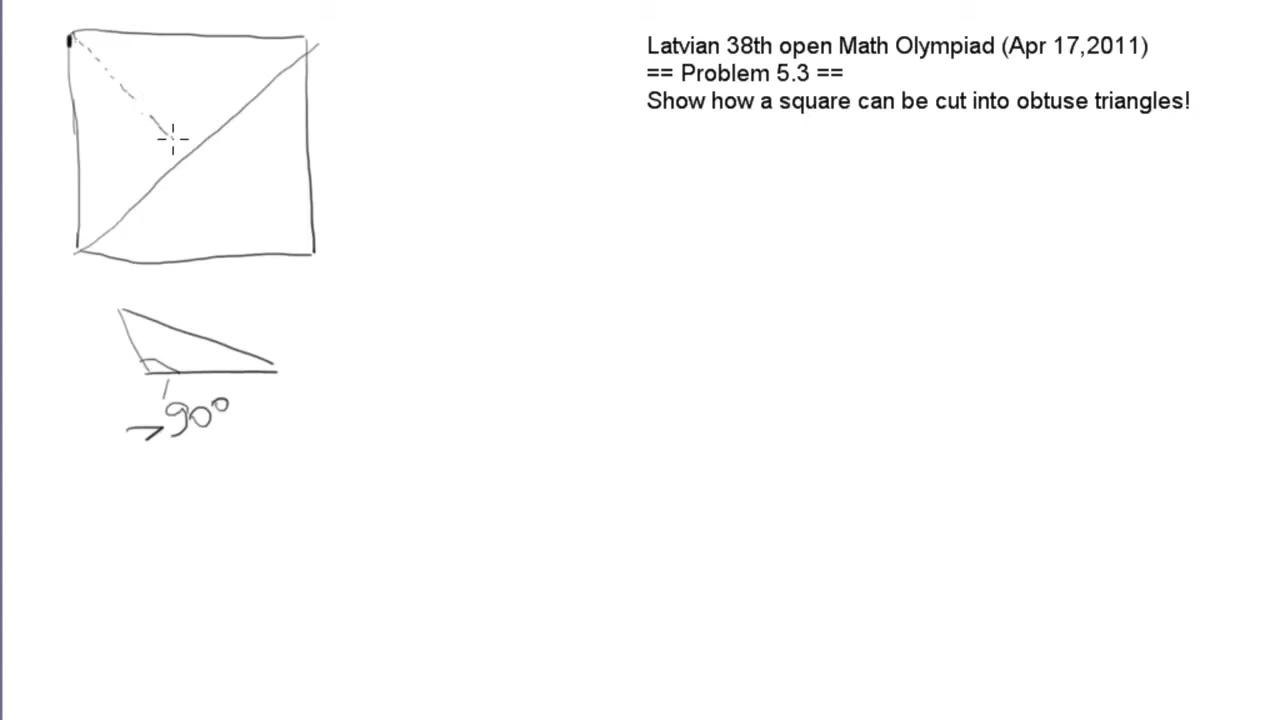 Latvian 38th open Math Olympiad (Apr 17,2011)
== Problem 5.3 ==
Show how a square can be cut into obtuse triangles!
>90°